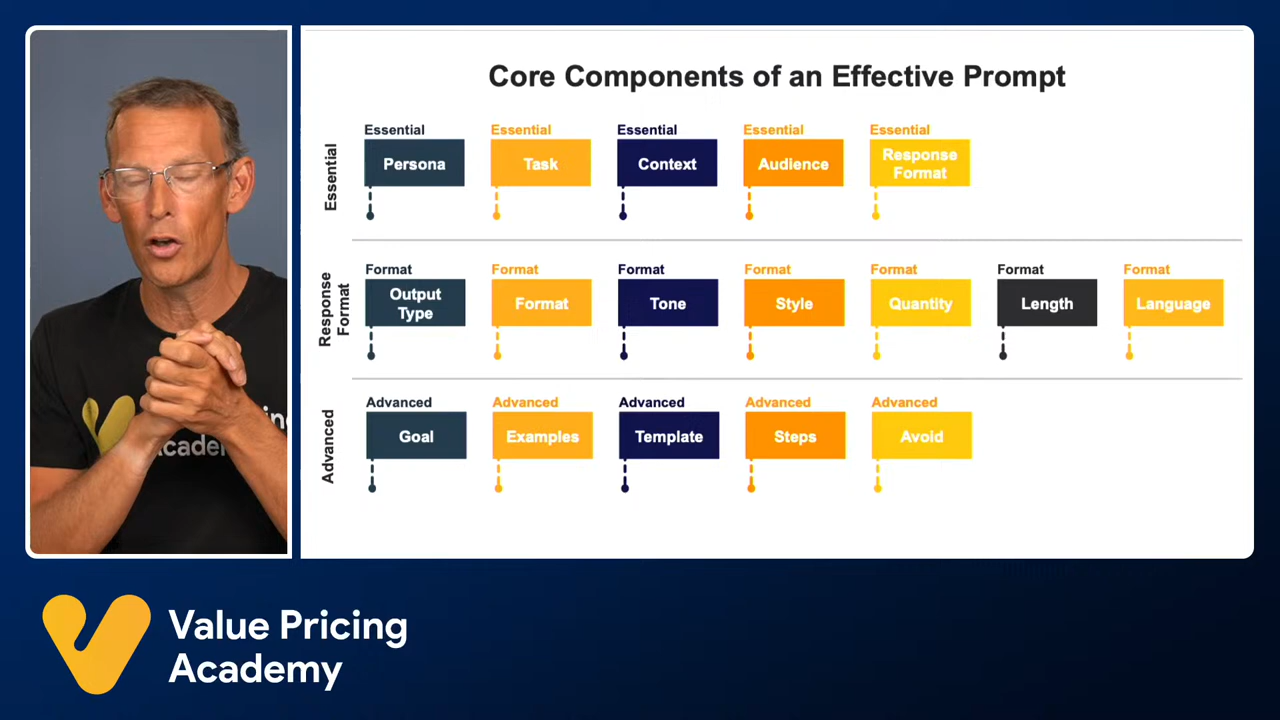 Core Components of an Effective Prompt
Essential
Essential
Persona
Essential
Task
Essential
Context
Essential
Audience
Essential
Response
Format
Response
Format
Format
Output
Type
Format
Format
Format
Tone
Format
Style
Format
Quantity
Format
Length
Format
Language
Advanced
Advanced
Goal
Advanced
Examples
Advanced
Template
Advanced
Steps
Advanced
Avoid
Value Pricing
Academy